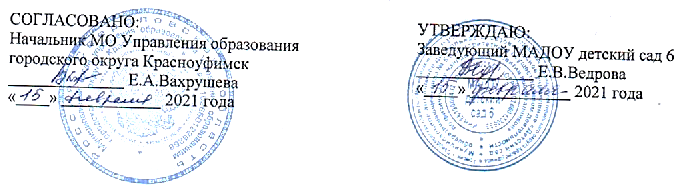 СОГЛАСОВАНО:
Начальник МО Управления образования
городского округа Красноуфимск
Е.А.Вахрушева
«15» февраля 2021 года
УТВЕРЖДАЮ:
Заведующий МАДОУ детский сад 6
Е.В.Ведрова
«15» февраля 2021 года